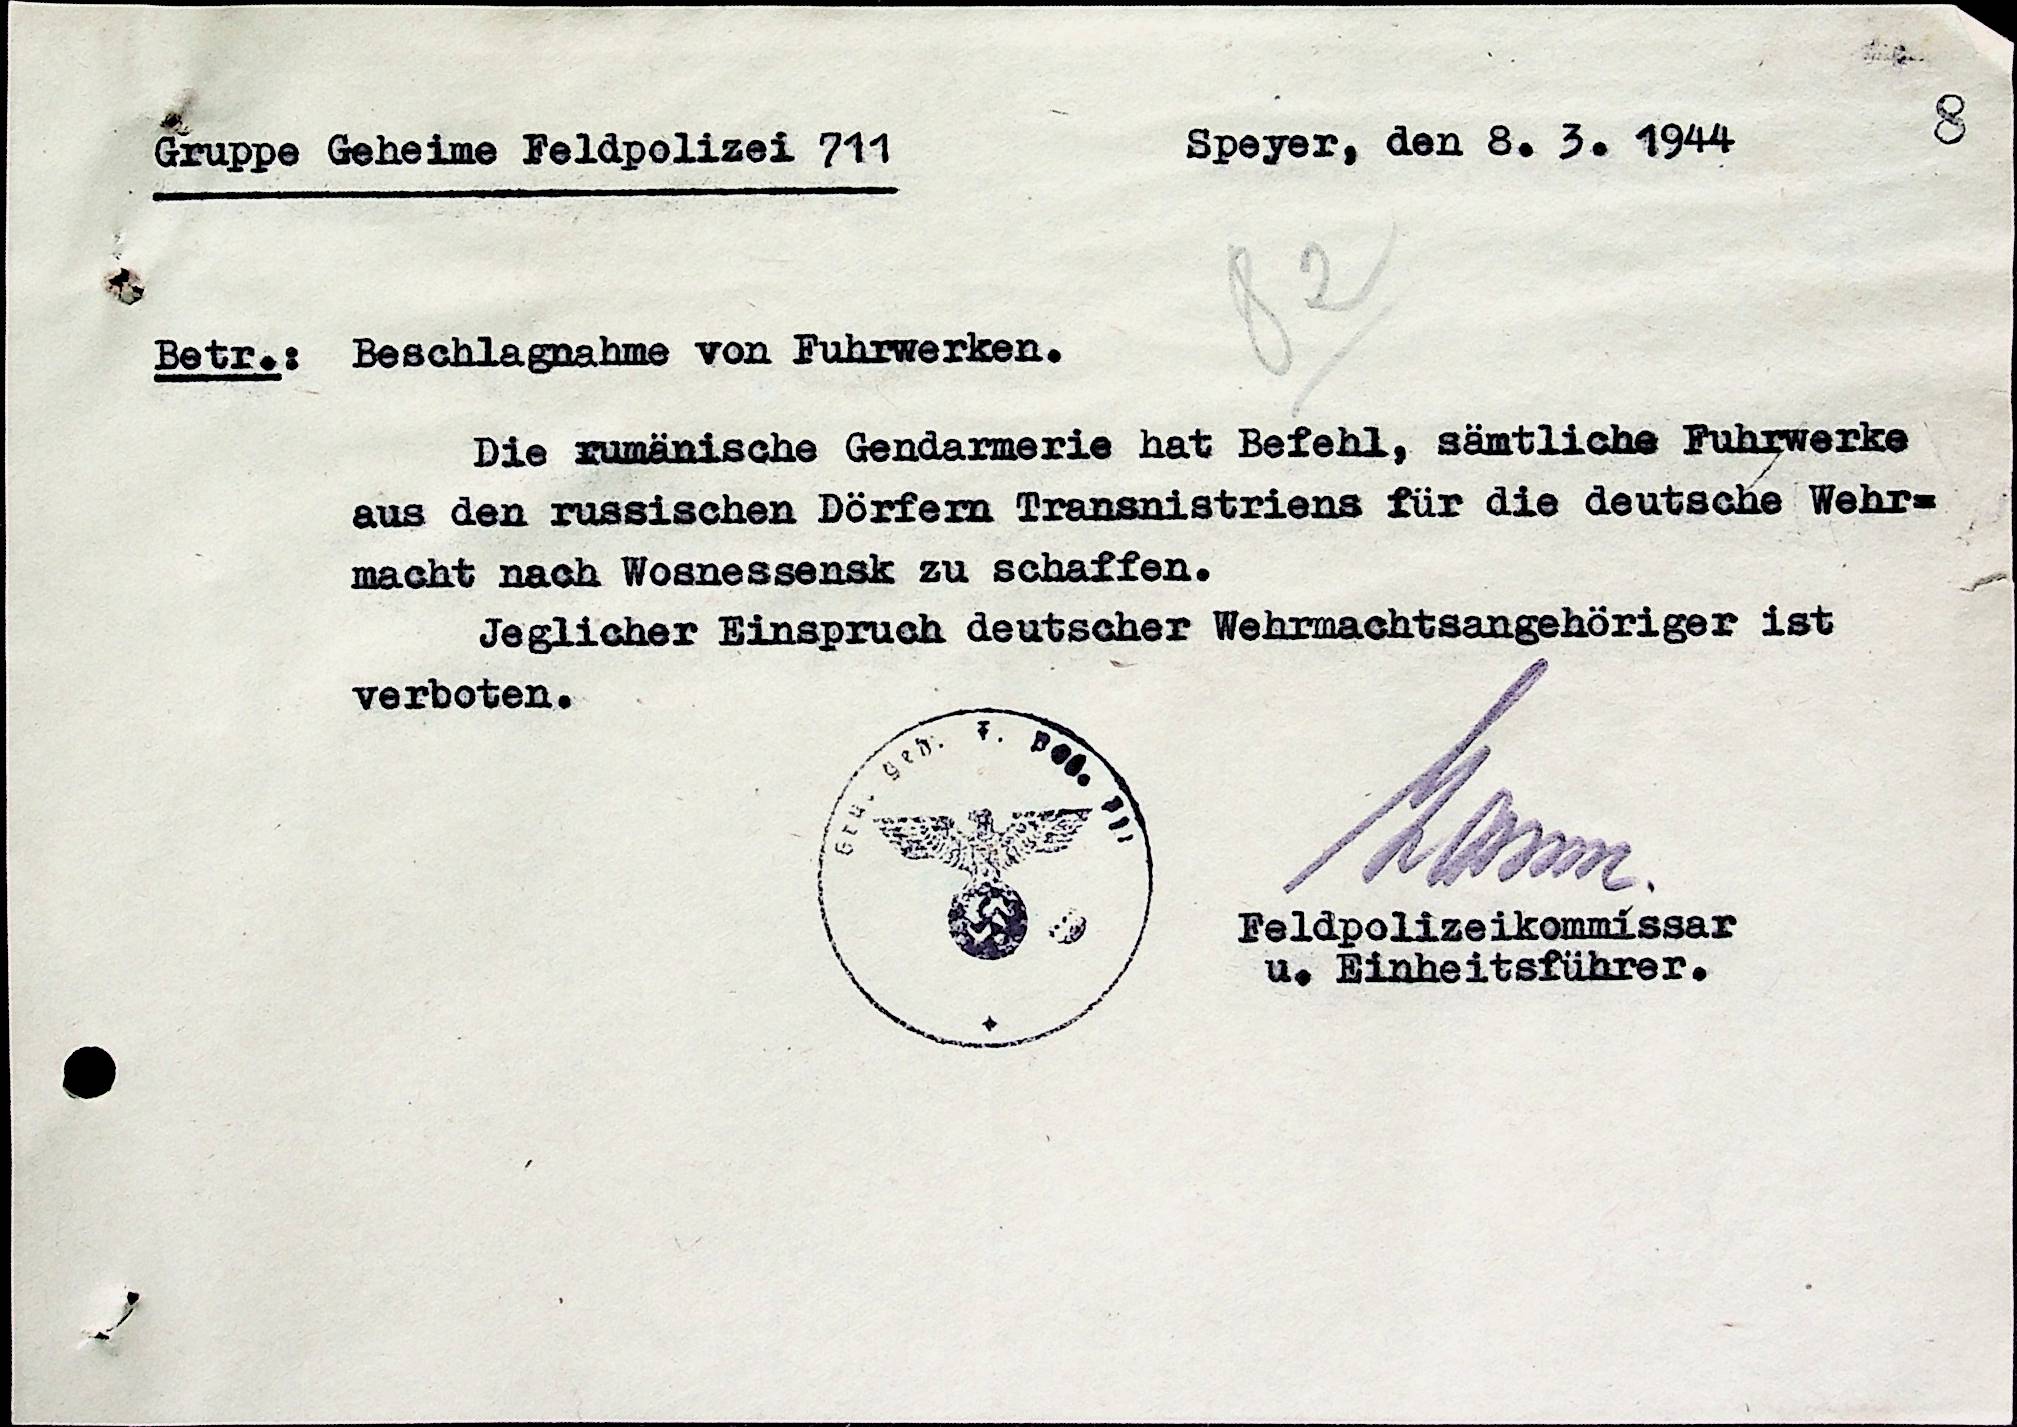 8
Gruppe Geheime Feldpolizei 711 Speyer, den 8. 3. 1944
82
Betr.: Beschlagnahme von Fuhrwerken.
Die rumänische Gendarmerie hat Befehl, sämtliche Fuhrwerke
aus den russischen Dörfern Transnistriens für die deutsche Wehr=
macht nach Wosnessensk zu schaffen.
Jeglicher Einspruch deutscher Wehrmachtsangehöriger ist
verboten.
Feldpolizeikommissar
u. Einheitsführer.